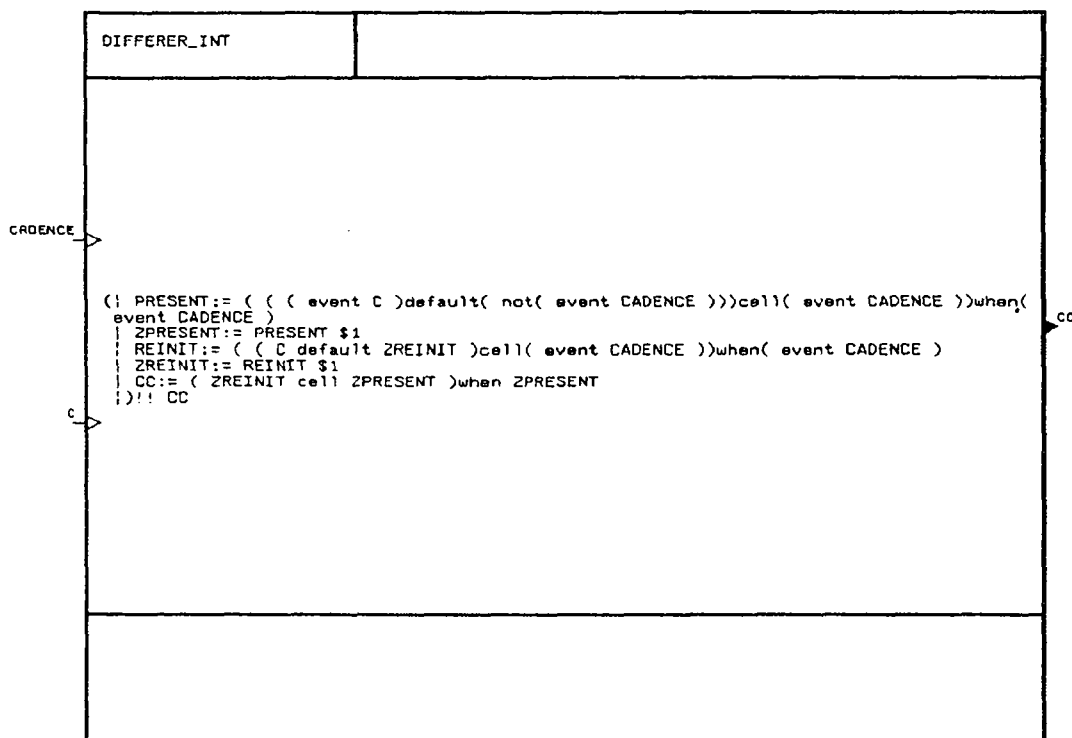 DIFFERER_INT
CADENCE
(| PRESENT:= ( ( ( event C )default( not( event CADENCE )))cell( event CADENCE ))when(
event CADENCE )
| ZPRESENT:= PRESENT $1
| REINIT:= ( ( C default ZREINIT )cell( event CADENCE ))when( event CADENCE )
| ZREINIT:= REINIT $1
| CC:= ( ZREINIT cell ZPRESENT )when ZPRESENT
|)!! CC
CC
C